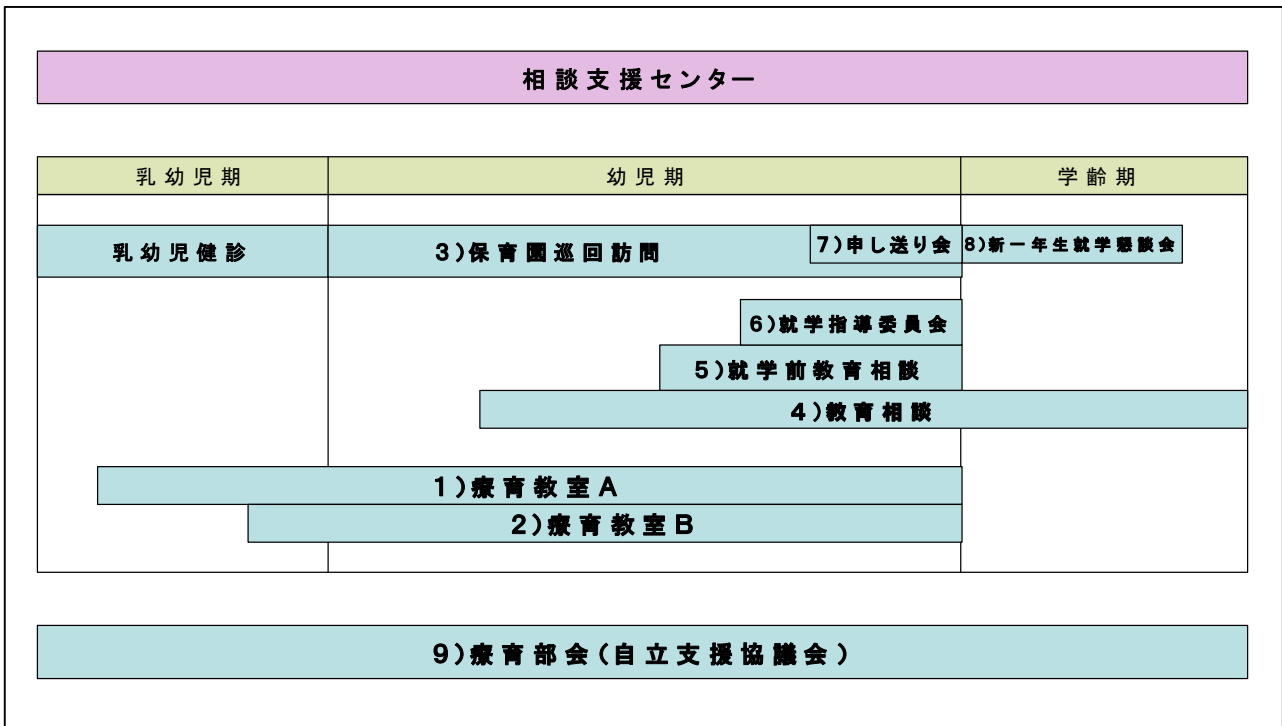 相談支援センター
乳幼児期 幼児期 学齢期
乳幼児健診 3)保育園巡回訪問 7)申し送り会 8)新一年生就学懇談会
6)就学指導委員会
5)就学前教育相談
4)教育相談
1)療育教室A
2)療育教室B
9)療育部会(自立支援協議会)